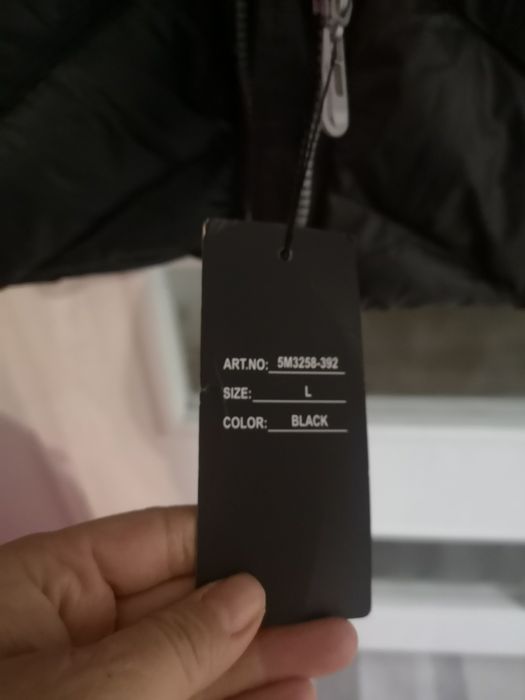 ART.NO: 5M3258-392
SIZE: L
COLOR: BLACK